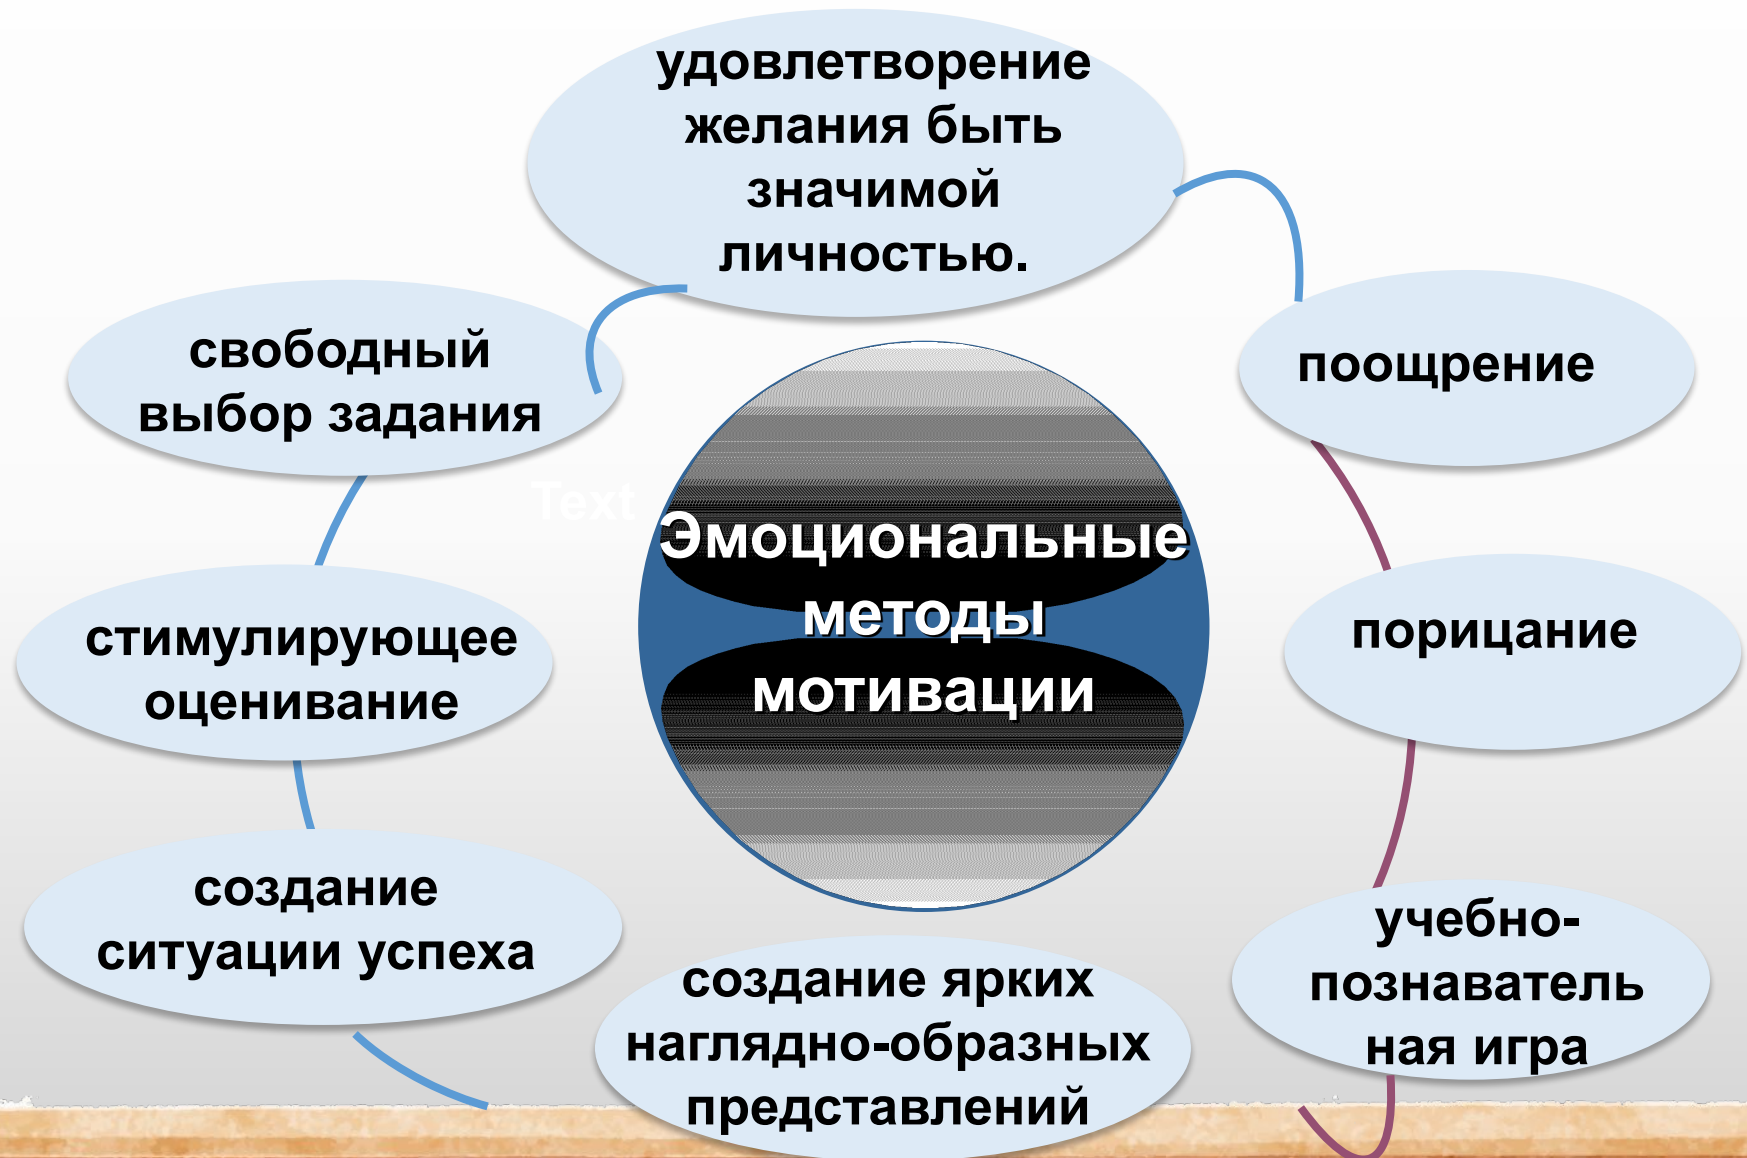 удовлетворение
желания быть
значимой
личностью.
свободный
выбор задания
поощрение
Text
Эмоциональные
методы
мотивации
стимулирующее
оценивание
порицание
создание
ситуации успеха
учебно-
познаватель
ная игра
создание ярких
наглядно-образных
представлений